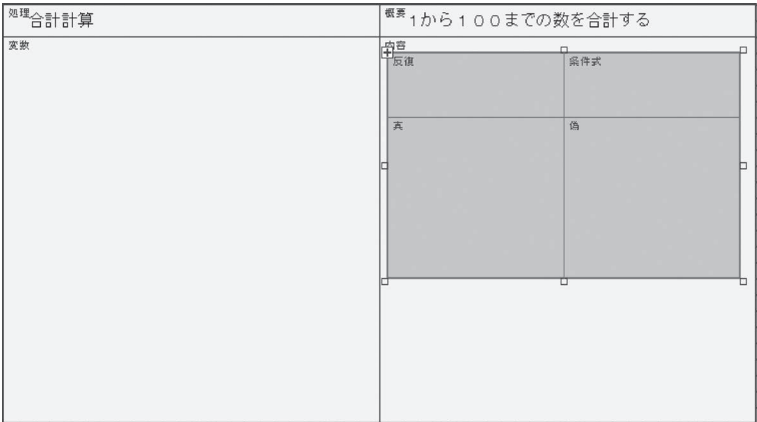 処理 合計計算
概要 1から100までの数を合計する
変数
内容
反復
条件式
真
偽